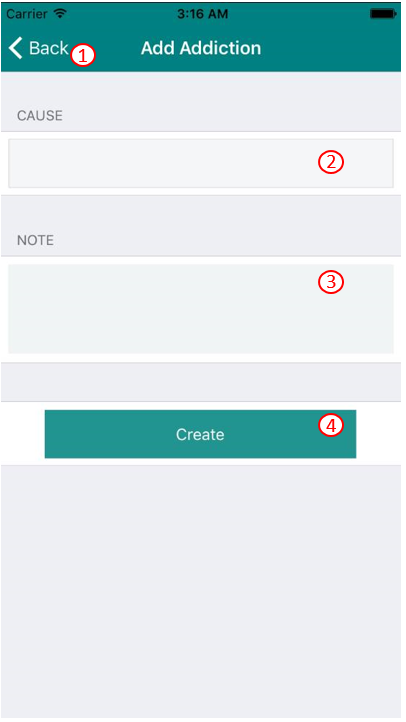 Carrier 3:16 AM
Back 1 Add Addiction
CAUSE
2
NOTE
3
Create 4